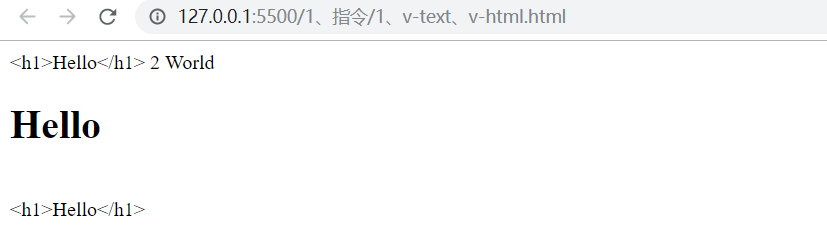 127.0.0.1:5500/1、指令/1、v-text、v-html.html
<h1>Hello</h1> 2 World
Hello
<h1>Hello</h1>